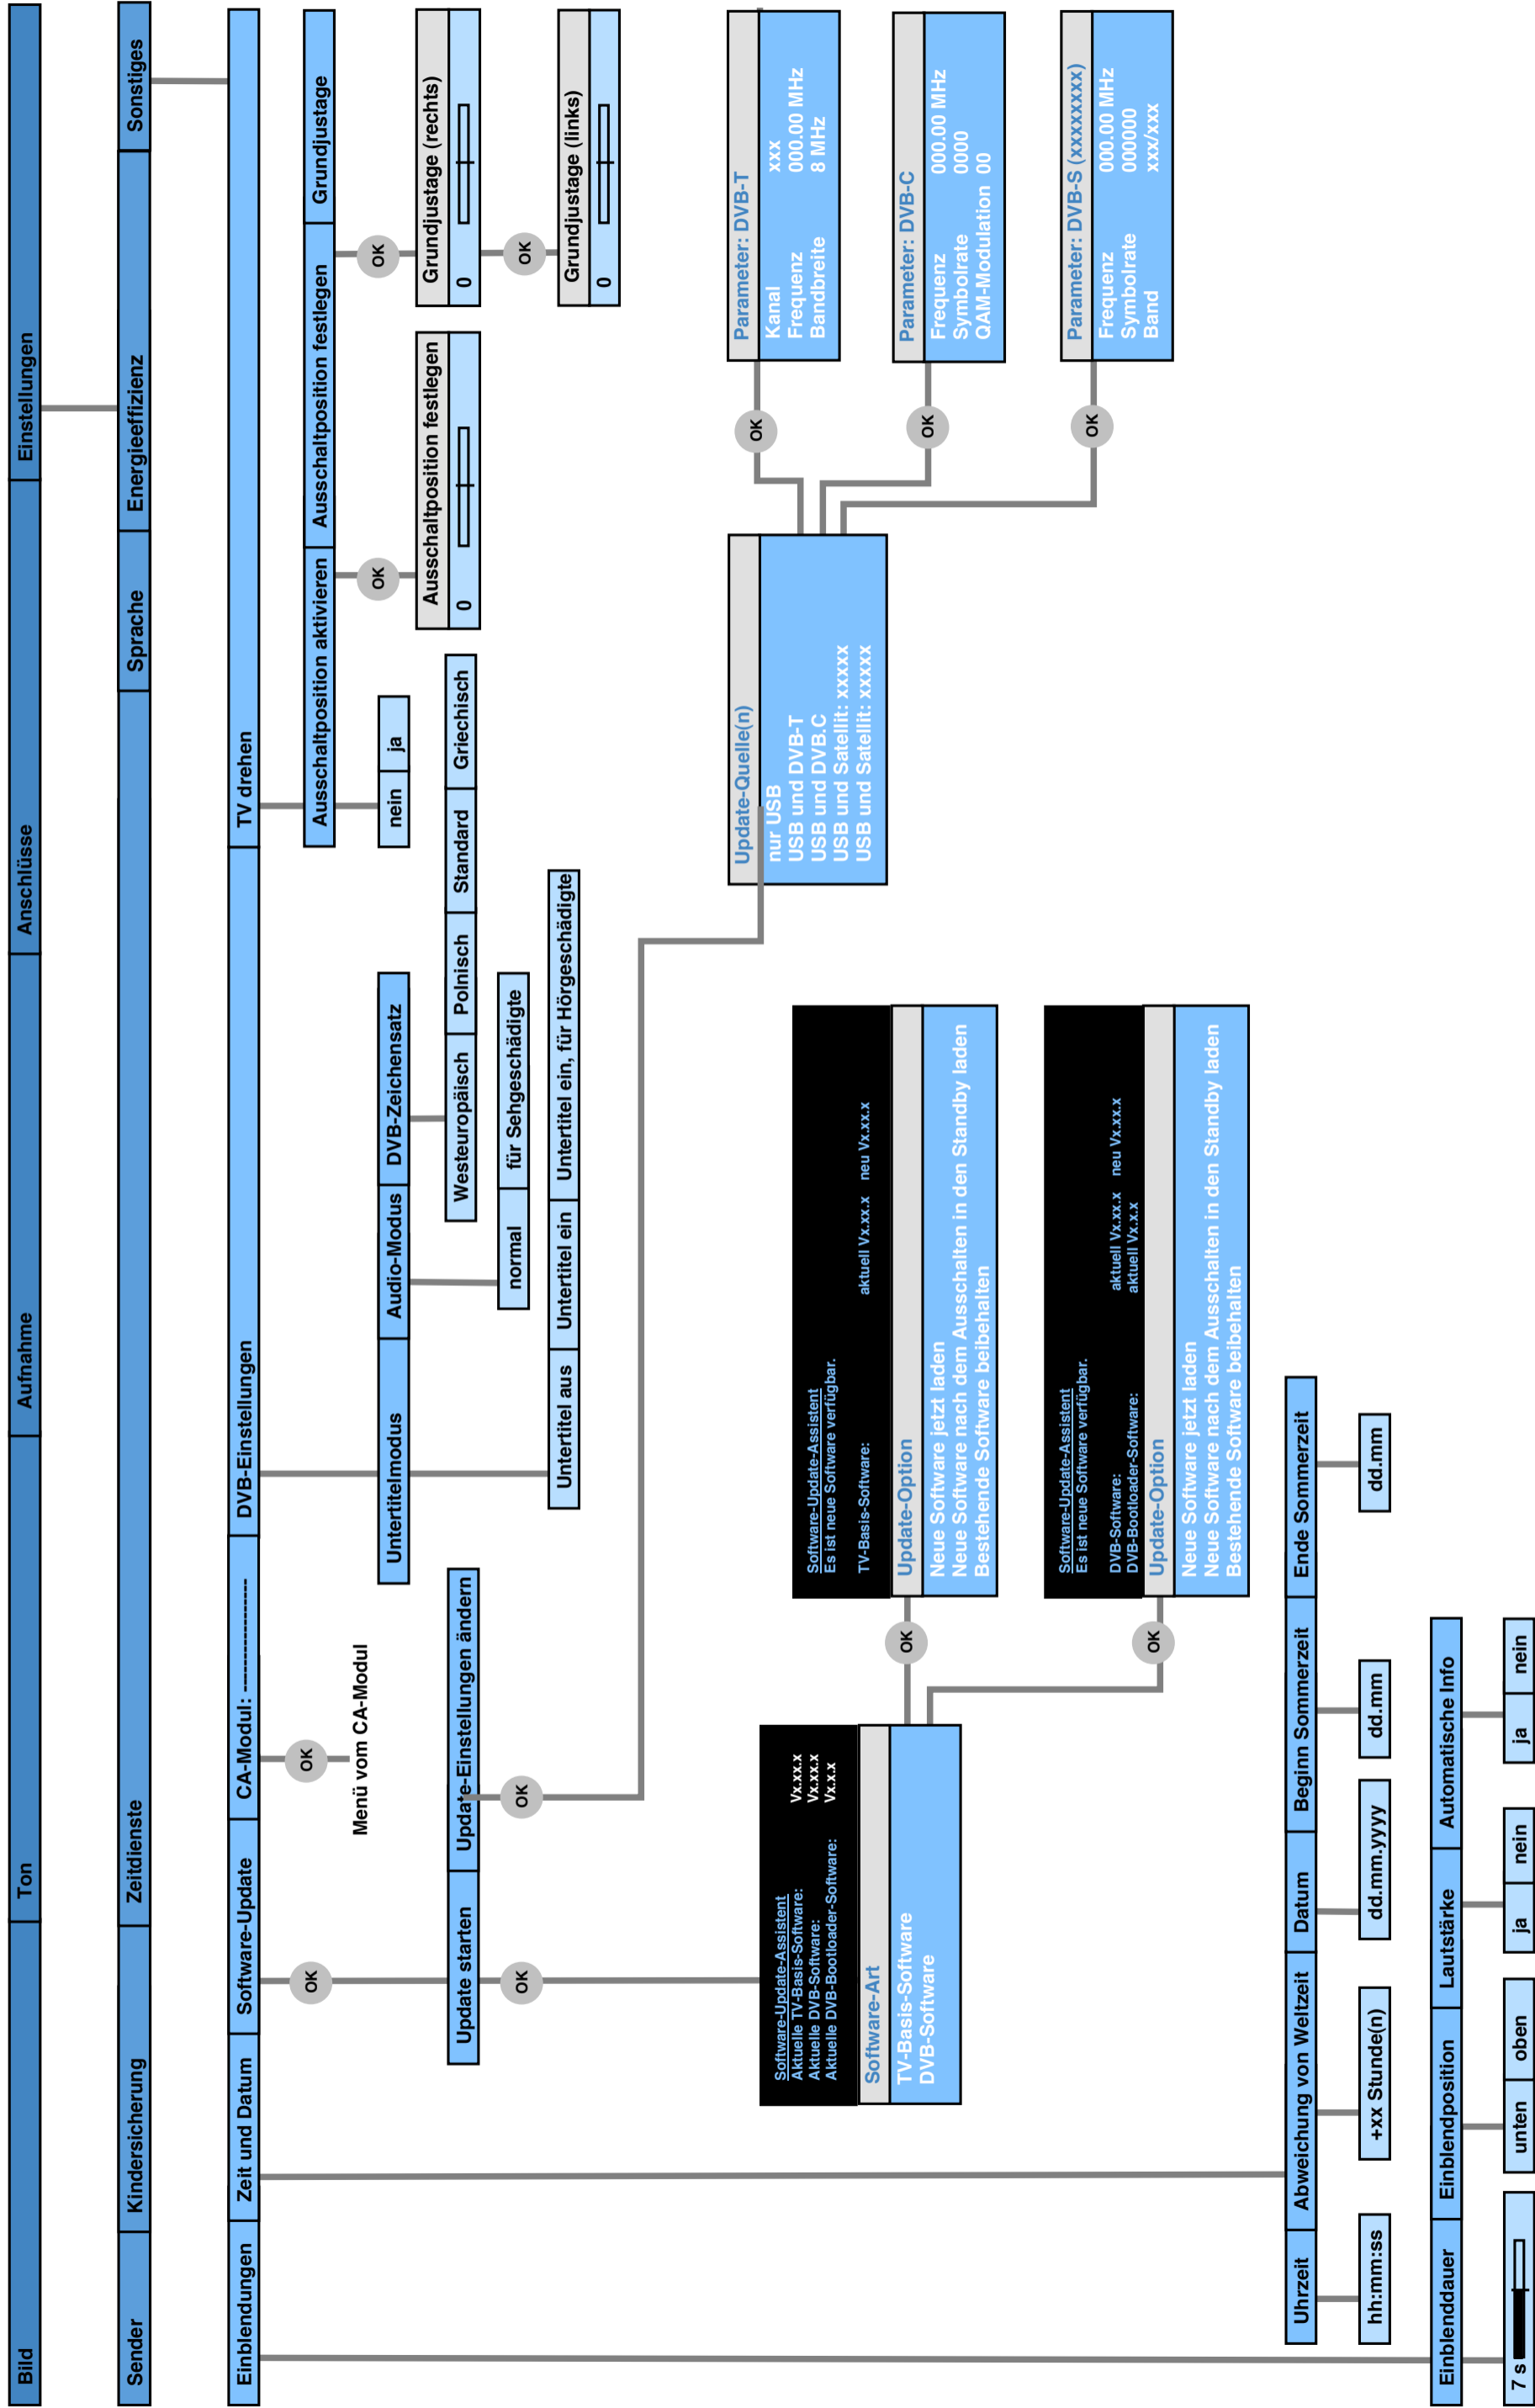 Bild
Ton
Aufnahme
Anschlüsse
Einstellungen
Sender
Kindersicherung
Zeitdienste
Sprache
Energieeffizienz
Sonstiges
Einblendungen
Zeit und Datum
Software-Update
CA-Modul: ----------------
DVB-Einstellungen
TV drehen
OK
OK
Menü vom CA-Modul
Ausschaltposition aktivieren
Ausschaltposition festlegen
Grundjustage
nein
ja
OK
OK
Ausschaltposition festlegen
0
Grundjustage (rechts)
0
OK
Grundjustage (links)
0
Untertitelmodus
Audio-Modus
DVB-Zeichensatz
Westeuropäisch
Polnisch
Standard
Griechisch
normal
für Sehgeschädigte
Untertitel aus
Untertitel ein
Untertitel ein, für Hörgeschädigte
Update starten
Update-Einstellungen ändern
OK
OK
Update-Quelle(n)
nur USB
USB und DVB-T
USB und DVB.C
USB und Satellit: xxxxx
USB und Satellit: xxxxx
OK
OK
OK
Parameter: DVB-T
Kanal xxx
Frequenz 000.00 MHz
Bandbreite 8 MHz
Parameter: DVB-C
Frequenz 000.00 MHz
Symbolrate 0000
QAM-Modulation 00
Parameter: DVB-S (xxxxxxxx)
Frequenz 000.00 MHz
Symbolrate 000000
Band xxx/xxx
Software-Update-Assistent
Aktuelle TV-Basis-Software: Vx.xx.x
Aktuelle DVB-Software: Vx.xx.x
Aktuelle DVB-Bootloader-Software: Vx.x.x
Software-Art
TV-Basis-Software
DVB-Software
OK
OK
Software-Update-Assistent
Es ist neue Software verfügbar.
TV-Basis-Software: aktuell Vx.xx.x neu Vx.xx.x
Update-Option
Neue Software jetzt laden
Neue Software nach dem Ausschalten in den Standby laden
Bestehende Software beibehalten
Software-Update-Assistent
Es ist neue Software verfügbar.
DVB-Software: aktuell Vx.xx.x neu Vx.xx.x
DVB-Bootloader-Software: aktuell Vx.x.x
Update-Option
Neue Software jetzt laden
Neue Software nach dem Ausschalten in den Standby laden
Bestehende Software beibehalten
Uhrzeit
Abweichung von Weltzeit
Datum
Beginn Sommerzeit
Ende Sommerzeit
hh:mm:ss
+xx Stunde(n)
dd.mm.yyyy
dd.mm
dd.mm
Einblenddauer
Einblendposition
Lautstärke
Automatische Info
7 s
unten
oben
ja
nein
ja
nein